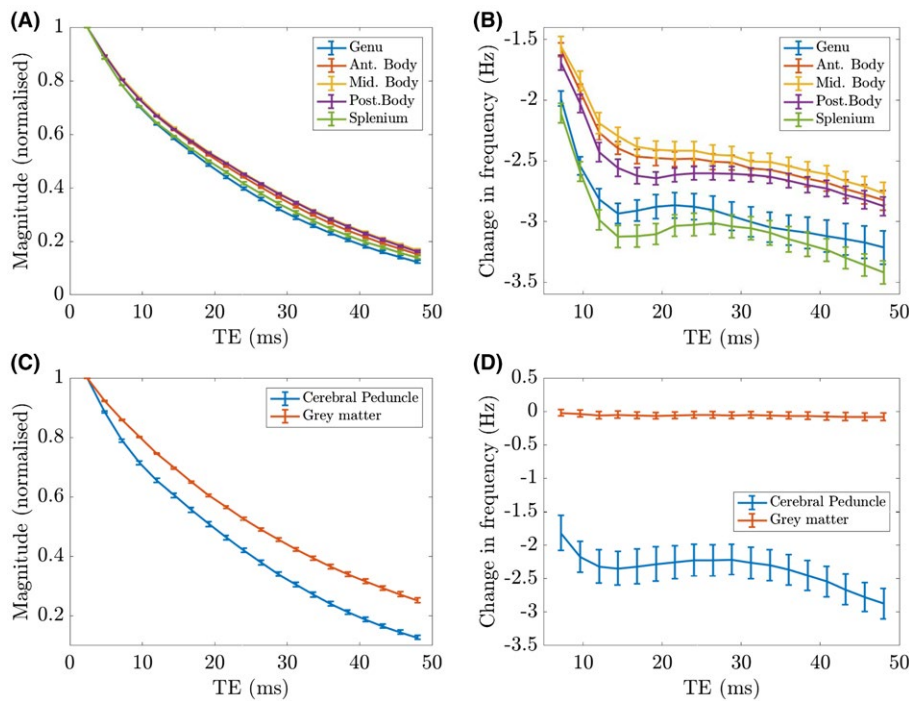 (A)
Magnitude (normalised)
1
0.8
0.6
0.4
0.2
0
Genu
Ant. Body
Mid. Body
Post.Body
Splenium
0 10 20 30 40 50
TE (ms)
(B)
Change in frequency (Hz)
-1.5
-2
-2.5
-3
-3.5
Genu
Ant. Body
Mid. Body
Post.Body
Splenium
10 20 30 40 50
TE (ms)
(C)
Magnitude (normalised)
1
0.8
0.6
0.4
0.2
Cerebral Peduncle
Grey matter
0 10 20 30 40 50
TE (ms)
(D)
Change in frequency (Hz)
0.5
0
-0.5
-1
-1.5
-2
-2.5
-3
-3.5
Cerebral Peduncle
Grey matter
10 20 30 40 50
TE (ms)